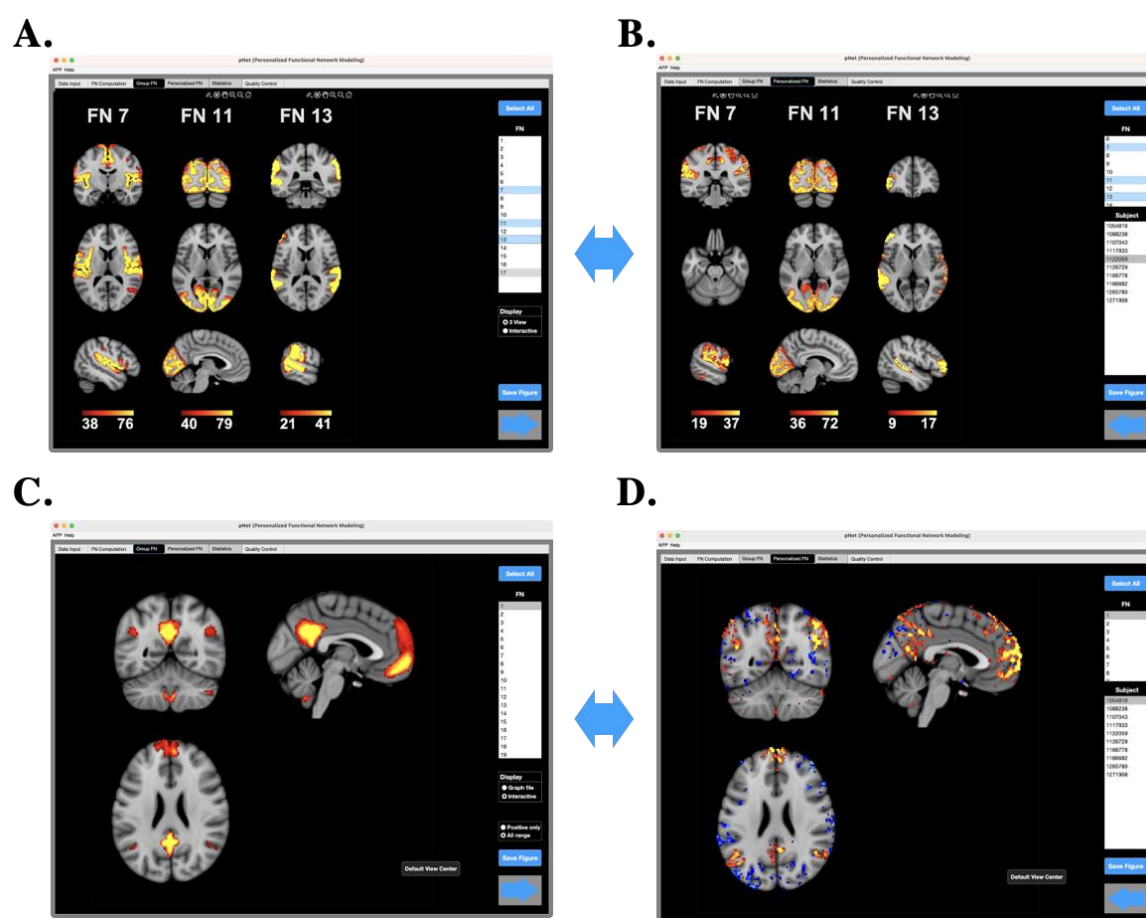 A.
pNet (Personalized Functional Network Modeling)
APP Help
Data Input FN Computation Group FN Personalized FN Statistics Quality Control
FN 7 FN 11 FN 13
Select All
FN
1
2
3
4
5
6
7
8
9
10
11
12
13
14
15
16
17
Display
3 View
Interactive
Save Figure
38 76 40 79 21 41
B.
pNet (Personalized Functional Network Modeling)
APP Help
Data Input FN Computation Group FN Personalized FN Statistics Quality Control
FN 7 FN 11 FN 13
Select All
FN
7
8
9
10
11
12
13
Subject
1054816
1088238
1107043
1117933
1122059
1126729
1166778
1186682
1265780
1271908
Save Figure
19 37 36 72 9 17
C.
pNet (Personalized Functional Network Modeling)
APP Help
Data Input FN Computation Group FN Personalized FN Statistics Quality Control
Select All
FN
1
2
3
4
5
6
7
8
9
10
11
12
13
14
15
16
17
18
19
Display
Graph file
Interactive
Positive only
All range
Save Figure
Default View Center
D.
pNet (Personalized Functional Network Modeling)
APP Help
Data Input FN Computation Group FN Personalized FN Statistics Quality Control
Select All
FN
1
2
3
4
5
6
7
8
Subject
1054816
1088238
1107043
1117933
1122059
1126729
1166778
1186682
1265780
1271908
Save Figure
Default View Center